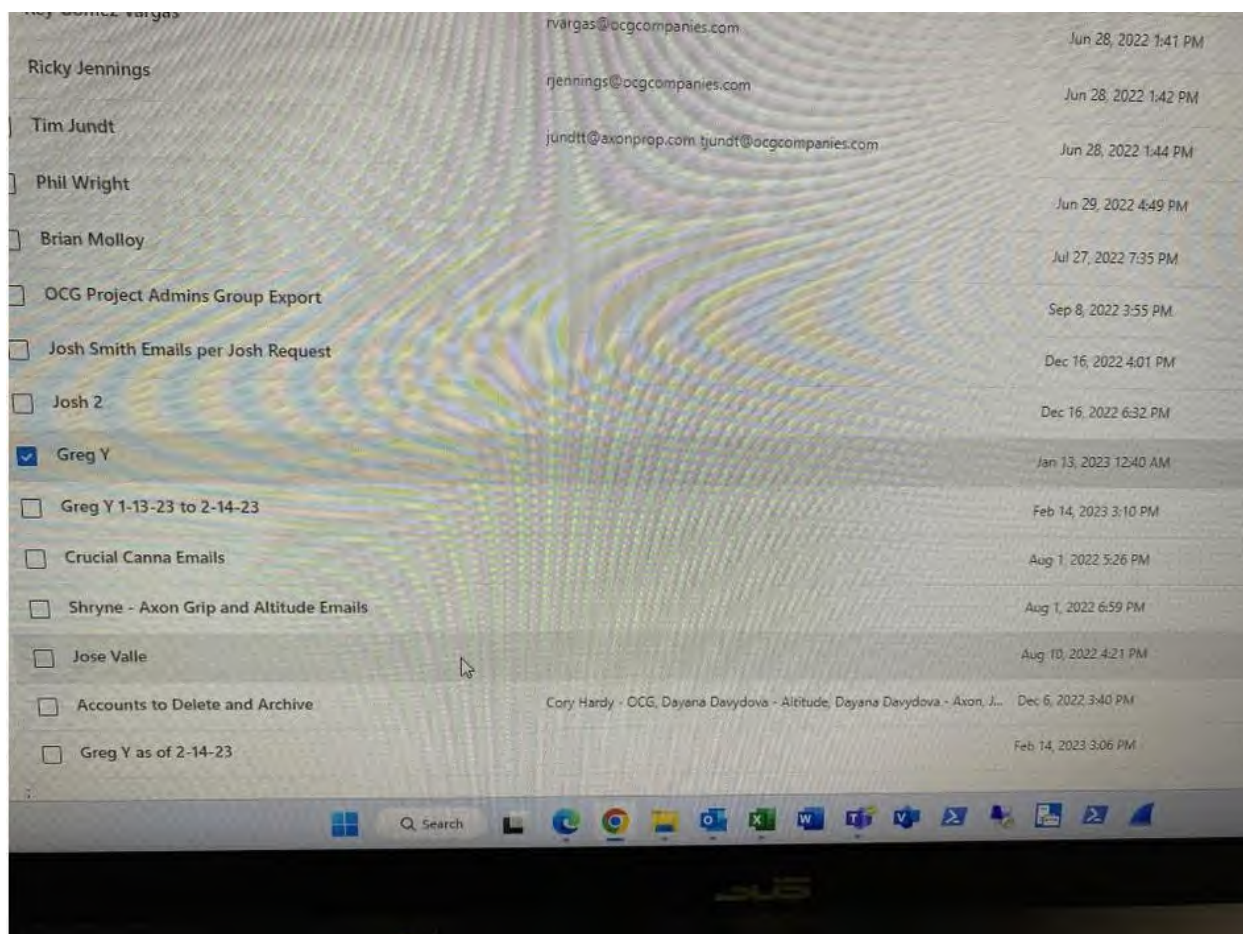 rvargas@ocgcompanies.com Jun 28, 2022 1:41 PM
Ricky Jennings rjennings@ocgcompanies.com Jun 28, 2022 1:42 PM
Tim Jundt jundtt@axonprop.com tjundt@ocgcompanies.com Jun 28, 2022 1:44 PM
Phil Wright Jun 29, 2022 4:49 PM
Brian Molloy Jul 27, 2022 7:35 PM
OCG Project Admins Group Export Sep 8, 2022 3:55 PM
Josh Smith Emails per Josh Request Dec 16, 2022 4:01 PM
Josh 2 Dec 16, 2022 6:32 PM
Greg Y Jan 13, 2023 12:40 AM
Greg Y 1-13-23 to 2-14-23 Feb 14, 2023 3:10 PM
Crucial Canna Emails Aug 1, 2022 5:26 PM
Shryne - Axon Grip and Altitude Emails Aug 1, 2022 6:59 PM
Jose Valle Aug 10, 2022 4:21 PM
Accounts to Delete and Archive Cory Hardy - OCG, Dayana Davydova - Altitude, Dayana Davydova - Axon, J... Dec 6, 2022 3:40 PM
Greg Y as of 2-14-23 Feb 14, 2023 3:06 PM
Search